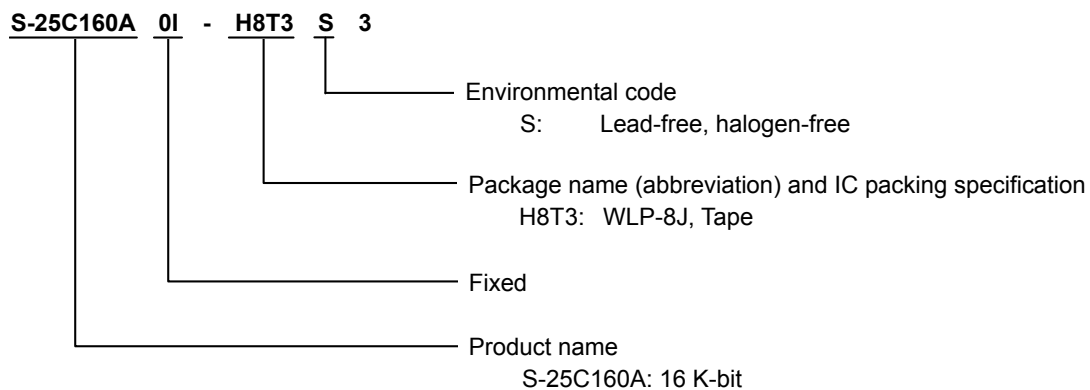 S-25C160A 0I - H8T3 S 3
Environmental code
S: Lead-free, halogen-free
Package name (abbreviation) and IC packing specification
H8T3: WLP-8J, Tape
Fixed
Product name
S-25C160A: 16 K-bit